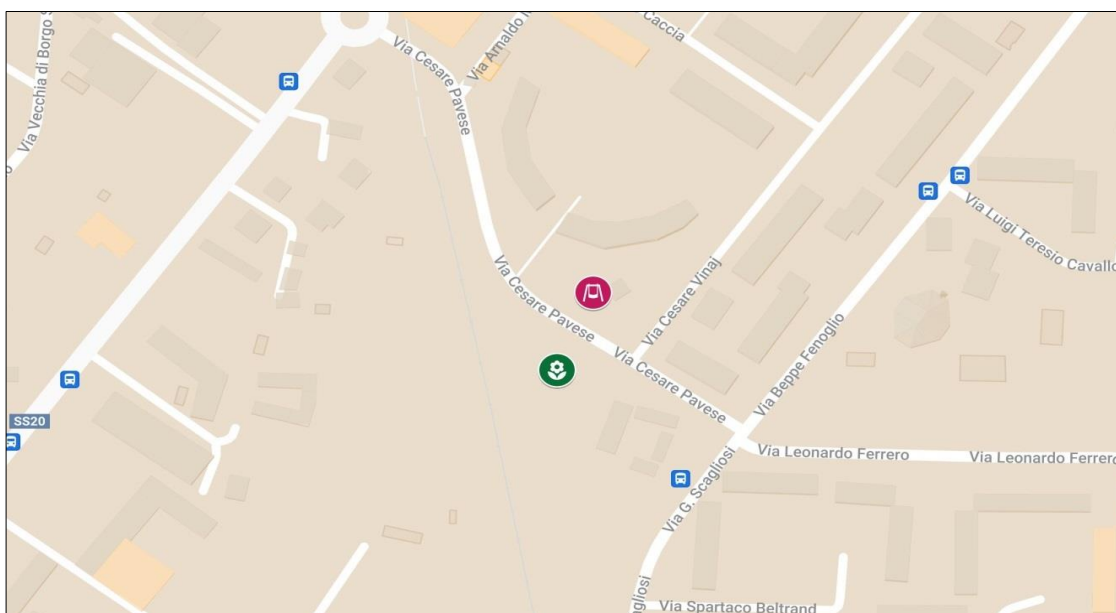 Via Vecchia di Borgo S
Via Cesare Pavese
Via Arnaldo
Caccia
Via Cesare Pavese
Via Cesare Pavese
Via Cesare Vinaj
Via Luigi Teresio Cavallo
Via Beppe Fenoglio
SS20
Via Leonardo Ferrero
Via Leonardo Ferrero
Via G. Scagliosi
gliosi
Via Spartaco Beltrand